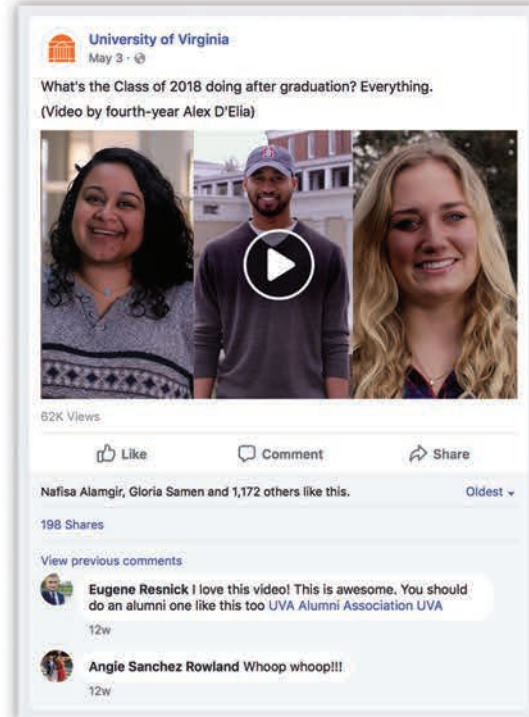 University of Virginia
May 3 ·
What's the Class of 2018 doing after graduation? Everything.
(Video by fourth-year Alex D'Elia)
62K Views
Like Comment Share
Nafisa Alamgir, Gloria Samen and 1,172 others like this. Oldest
198 Shares
View previous comments
Eugene Resnick I love this video! This is awesome. You should
do an alumni one like this too UVA Alumni Association UVA
12w
Angie Sanchez Rowland Whoop whoop!!!
12w